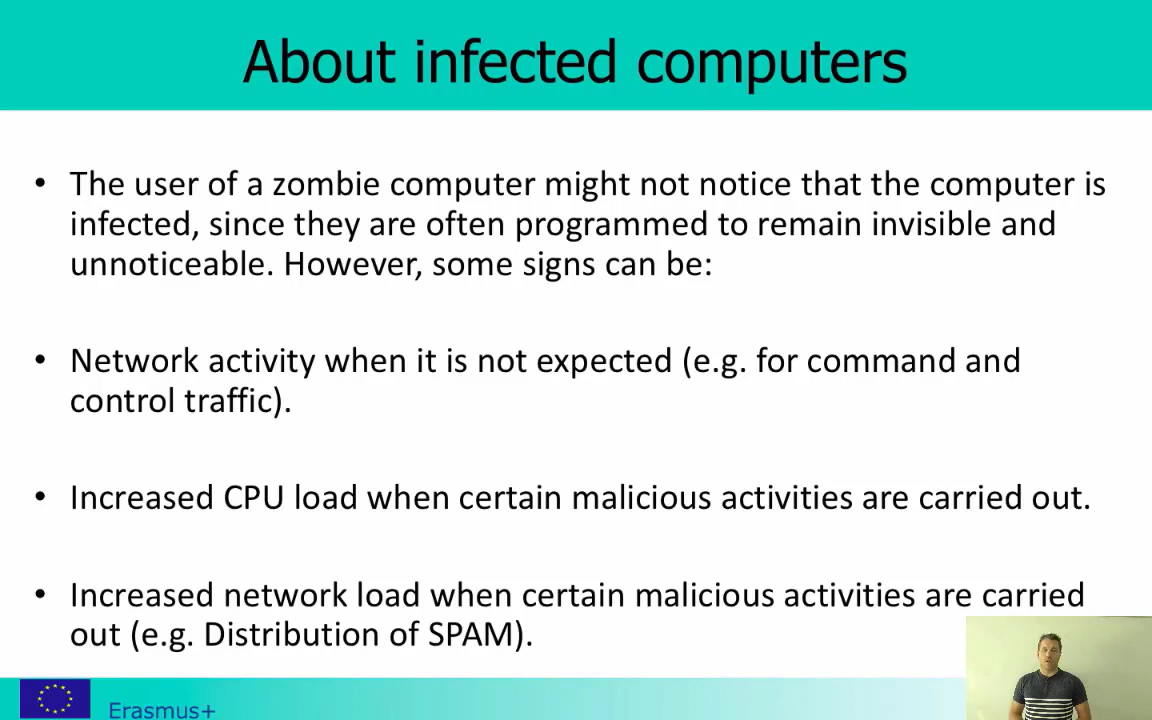 About infected computers
• The user of a zombie computer might not notice that the computer is
infected, since they are often programmed to remain invisible and
unnoticeable. However, some signs can be:
• Network activity when it is not expected (e.g. for command and
control traffic).
• Increased CPU load when certain malicious activities are carried out.
• Increased network load when certain malicious activities are carried
out (e.g. Distribution of SPAM).
Erasmus+